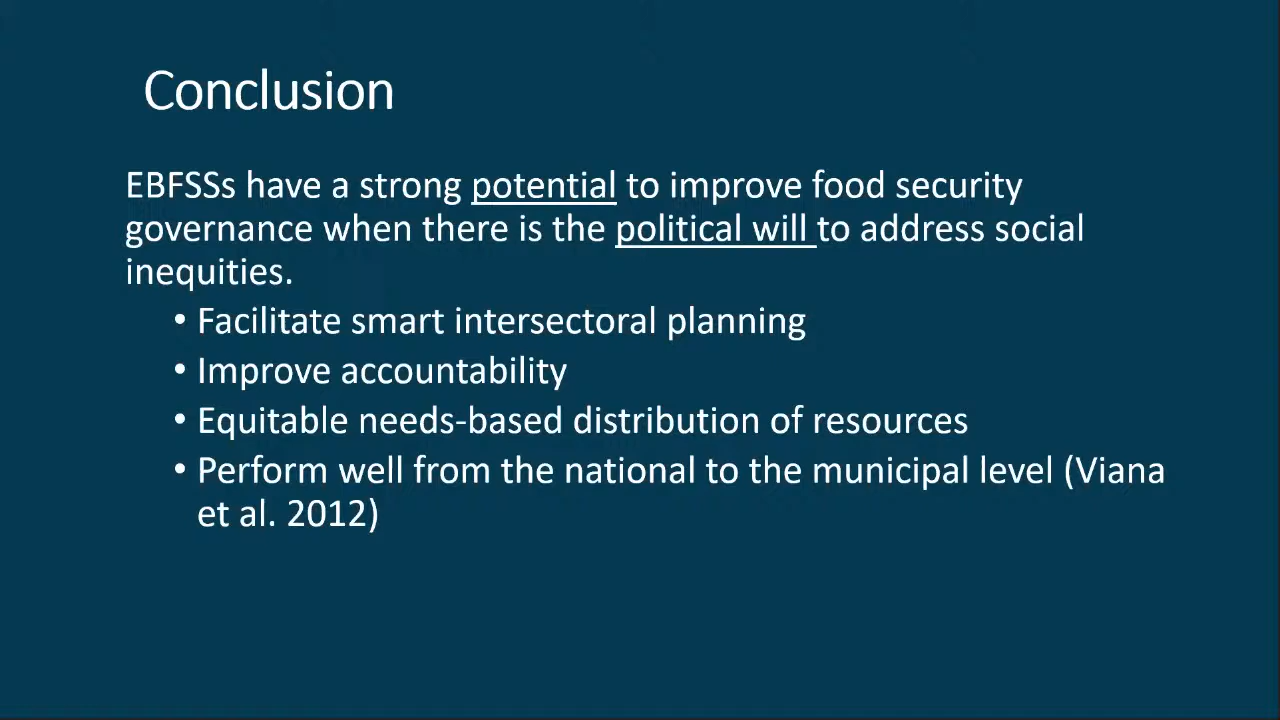 Conclusion
EBFSSs have a strong potential to improve food security
governance when there is the political will to address social
inequities.
• Facilitate smart intersectoral planning
• Improve accountability
• Equitable needs-based distribution of resources
• Perform well from the national to the municipal level (Viana
et al. 2012)